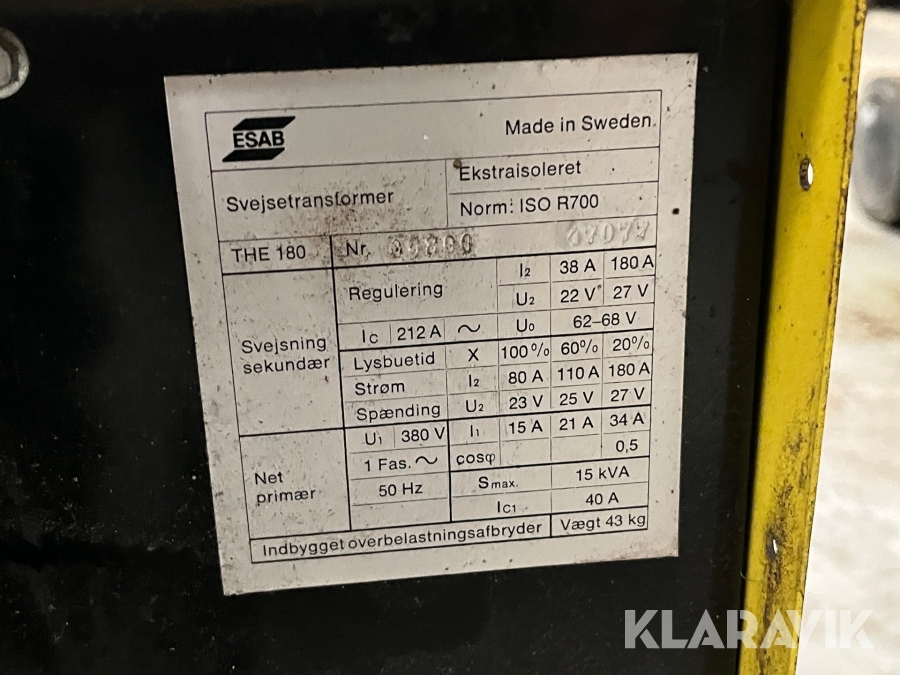 ESAB Made in Sweden.
Svejsetransformer Ekstraisoleret
Norm: ISO R700
THE 180 Nr.
Regulering I2 38 A 180 A
U2 22 V 27 V
Ic 212 A ~ Uo 62–68 V
Svejsning sekundær
Lysbuetid X 100% 60% 20%
Strøm I2 80 A 110 A 180 A
Spænding U2 23 V 25 V 27 V
Net primær
U1 380 V I1 15 A 21 A 34 A
1 Fas. ~ cosφ 0,5
50 Hz Smax. 15 kVA
IC1 40 A
Indbygget overbelastningsafbryder Vægt 43 kg
KLARAVIK